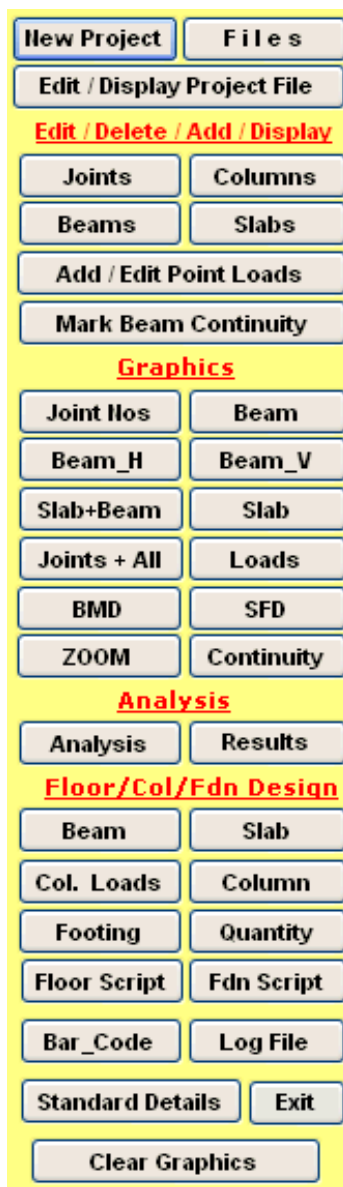 New Project F i l e s
Edit / Display Project File
Edit / Delete / Add / Display
Joints Columns
Beams Slabs
Add / Edit Point Loads
Mark Beam Continuity
Graphics
Joint Nos Beam
Beam_H Beam_V
Slab+Beam Slab
Joints + All Loads
BMD SFD
ZOOM Continuity
Analysis
Analysis Results
Floor/Col/Fdn Design
Beam Slab
Col. Loads Column
Footing Quantity
Floor Script Fdn Script
Bar_Code Log File
Standard Details Exit
Clear Graphics